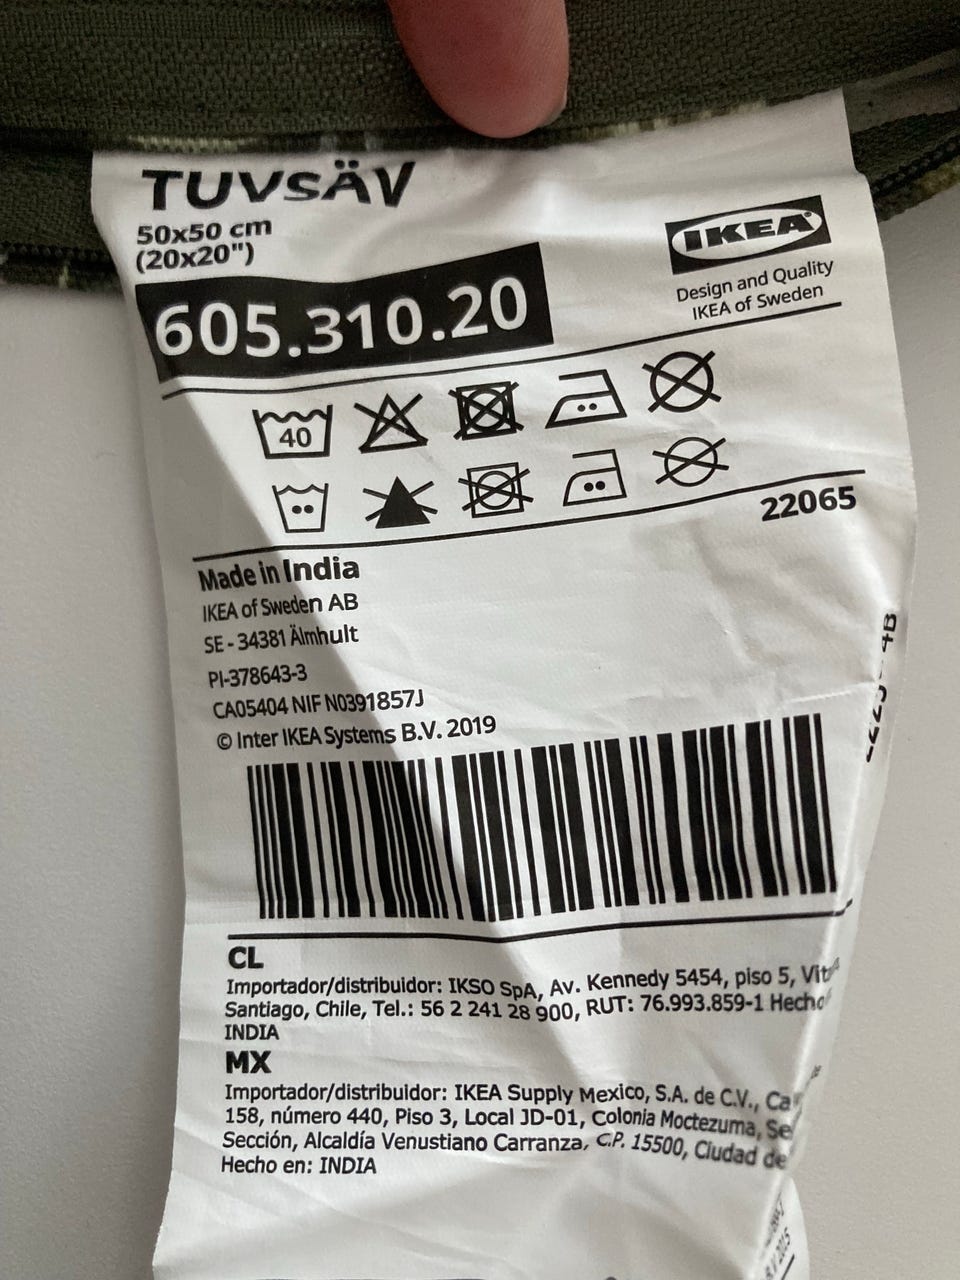 TUVSÄV
50x50 cm
(20x20")
605.310.20
IKEA
Design and Quality
IKEA of Sweden
40
22065
Made in India
IKEA of Sweden AB
SE - 34381 Älmhult
PI-378643-3
CA05404 NIF N0391857J
© Inter IKEA Systems B.V. 2019
CL
Importador/distribuidor: IKSO SpA, Av. Kennedy 5454, piso 5,
Santiago, Chile, Tel.: 56 2 241 28 900, RUT: 76.993.859-1 Hecho
INDIA
MX
Importador/distribuidor: IKEA Supply Mexico, S.A. de C.V.,
158, número 440, Piso 3, Local JD-01, Colonia Moctezuma,
Sección, Alcaldía Venustiano Carranza, C.P. 15500, Ciudad de
Hecho en: INDIA